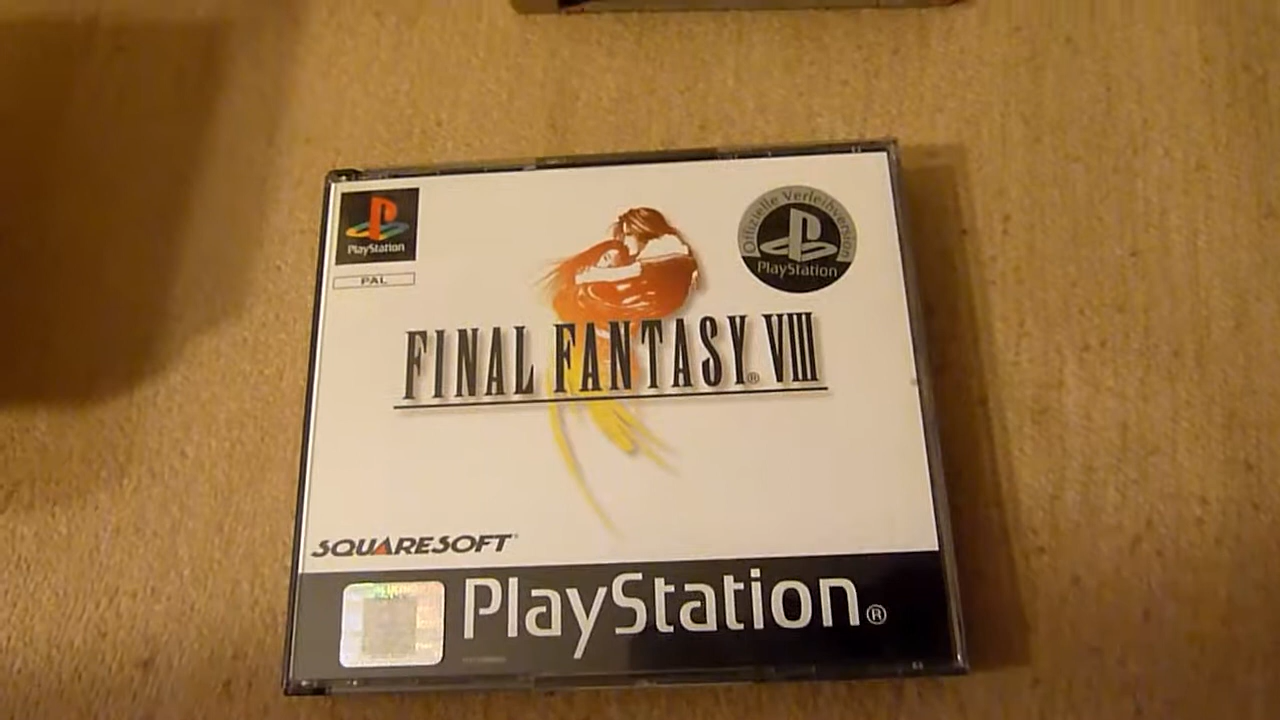 PlayStation
PAL
Offizielle Verleihversion
PlayStation
FINAL FANTASY® VIII
SQUARESOFT
PlayStation®